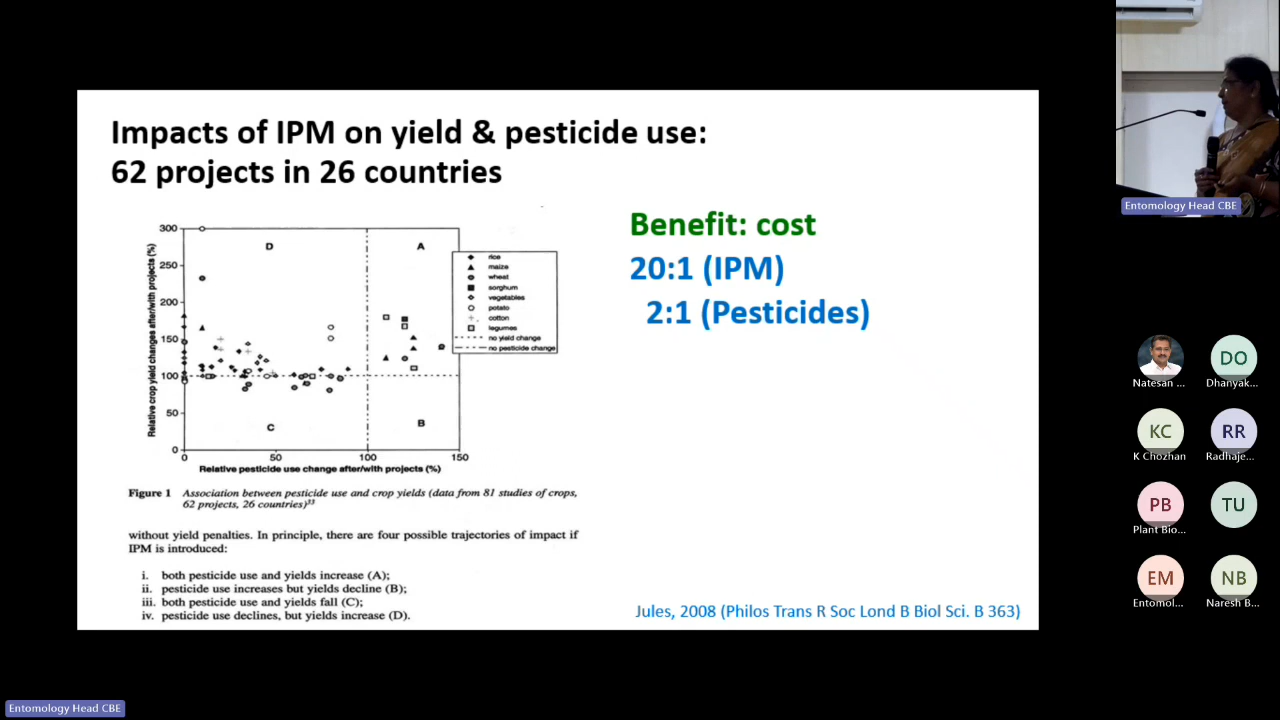 Impacts of IPM on yield & pesticide use:
62 projects in 26 countries
Benefit: cost
20:1 (IPM)
2:1 (Pesticides)
Relative crop yield changes after/with projects (%)
300
250
200
150
100
50
0
D
A
C
B
rice
maize
wheat
sorghum
vegetables
potato
cotton
legumes
no yield change
no pesticide change
0
50
100
150
Relative pesticide use change after/with projects (%)
Figure 1 Association between pesticide use and crop yields (data from 81 studies of crops,
62 projects, 26 countries)33
without yield penalties. In principle, there are four possible trajectories of impact if
IPM is introduced:
i. both pesticide use and yields increase (A);
ii. pesticide use increases but yields decline (B);
iii. both pesticide use and yields fall (C);
iv. pesticide use declines, but yields increase (D).
Jules, 2008 (Philos Trans R Soc Lond B Biol Sci. B 363)
Entomology Head CBE
Natesan ...
DO
Dhanyak...
KC
K Chozhan
RR
Radhaje...
PB
Plant Bio...
TU
EM
Entomol...
NB
Naresh B...
Entomology Head CBE